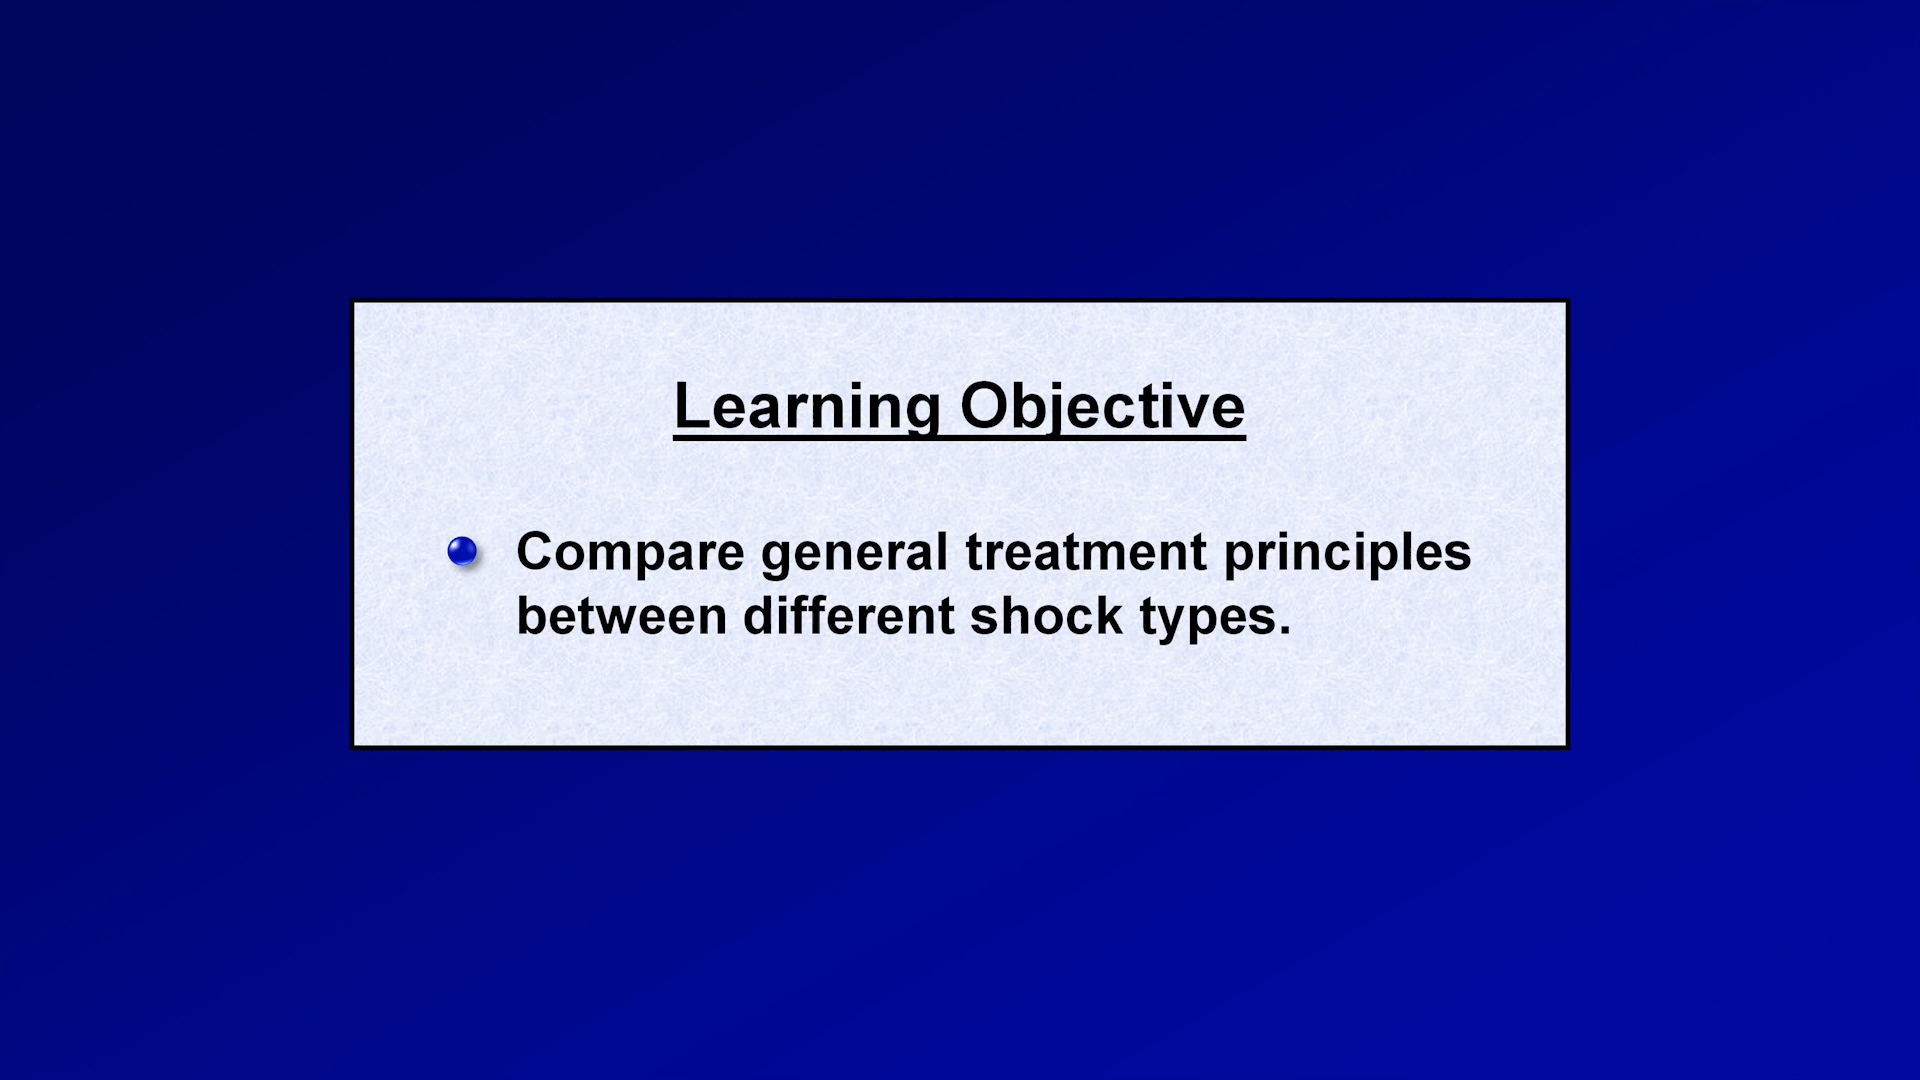 Learning Objective
Compare general treatment principles
between different shock types.